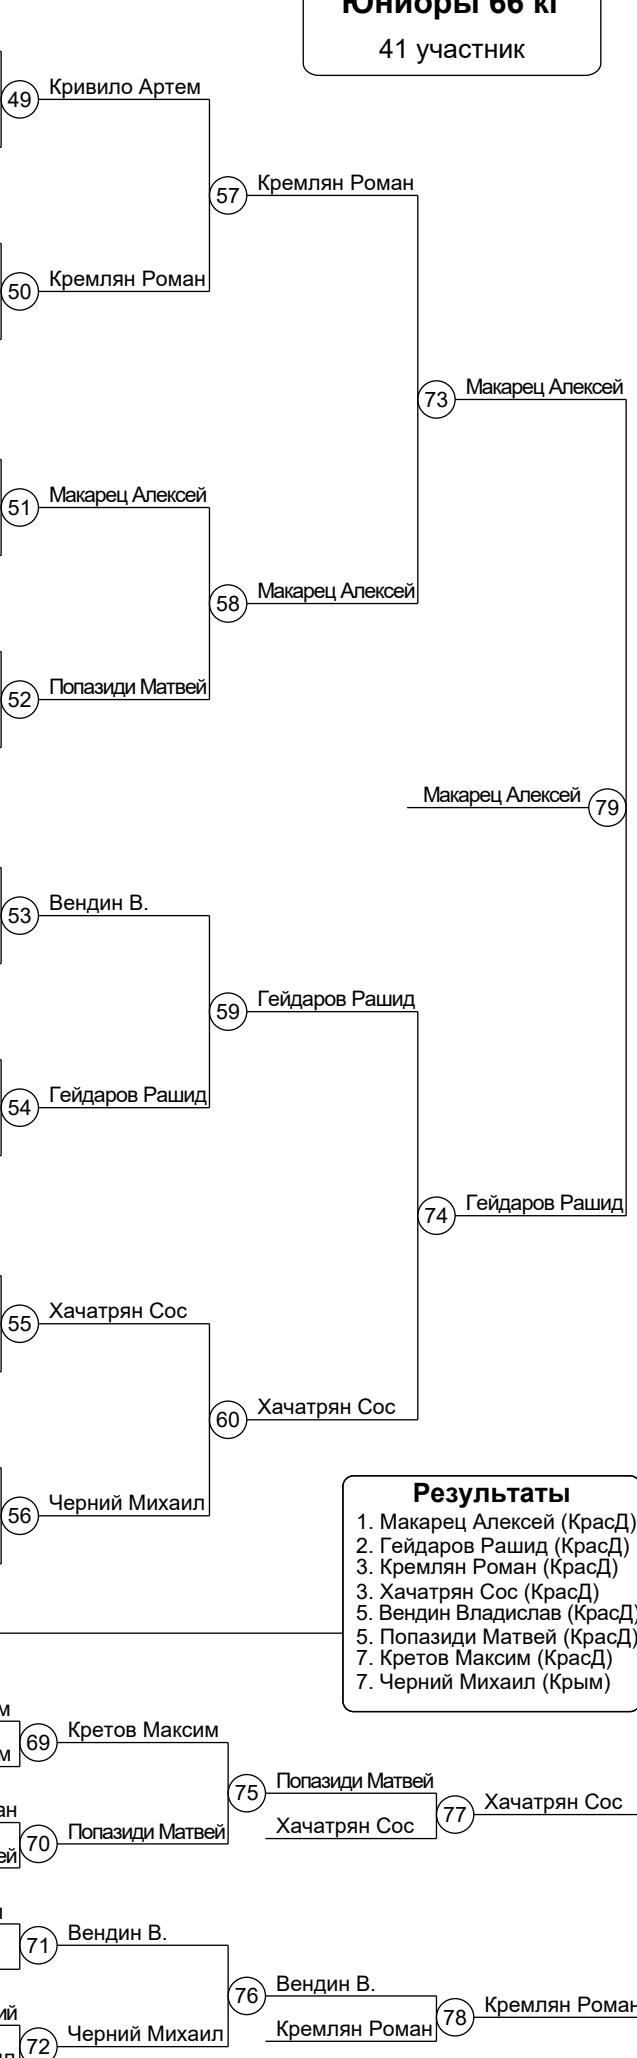 Юниоры 66 кг
41 участник
49 Кривило Артем
57 Кремлян Роман
50 Кремлян Роман
73 Макарец Алексей
51 Макарец Алексей
58 Макарец Алексей
52 Попазиди Матвей
Макарец Алексей 79
53 Вендин В.
59 Гейдаров Рашид
54 Гейдаров Рашид
74 Гейдаров Рашид
55 Хачатрян Сос
60 Хачатрян Сос
56 Черний Михаил
Результаты
1. Макарец Алексей (КрасД)
2. Гейдаров Рашид (КрасД)
3. Кремлян Роман (КрасД)
3. Хачатрян Сос (КрасД)
5. Вендин Владислав (КрасД)
5. Попазиди Матвей (КрасД)
7. Кретов Максим (КрасД)
7. Черний Михаил (Крым)
69 Кретов Максим
75 Попазиди Матвей
77 Хачатрян Сос
Хачатрян Сос
70 Попазиди Матвей
71 Вендин В.
76 Вендин В.
78 Кремлян Роман
Кремлян Роман
72 Черний Михаил